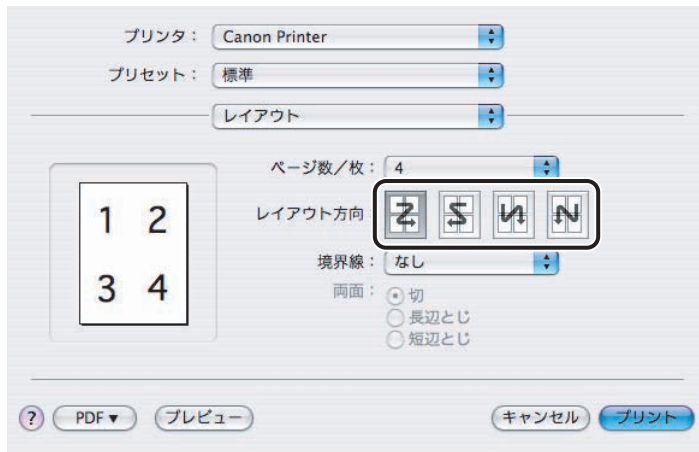 プリンタ： Canon Printer
プリセット： 標準
レイアウト
ページ数／枚： 4
1 2
3 4
レイアウト方向：
境界線： なし
両面： 切
長辺とじ
短辺とじ
? PDF▼ プレビュー キャンセル プリント